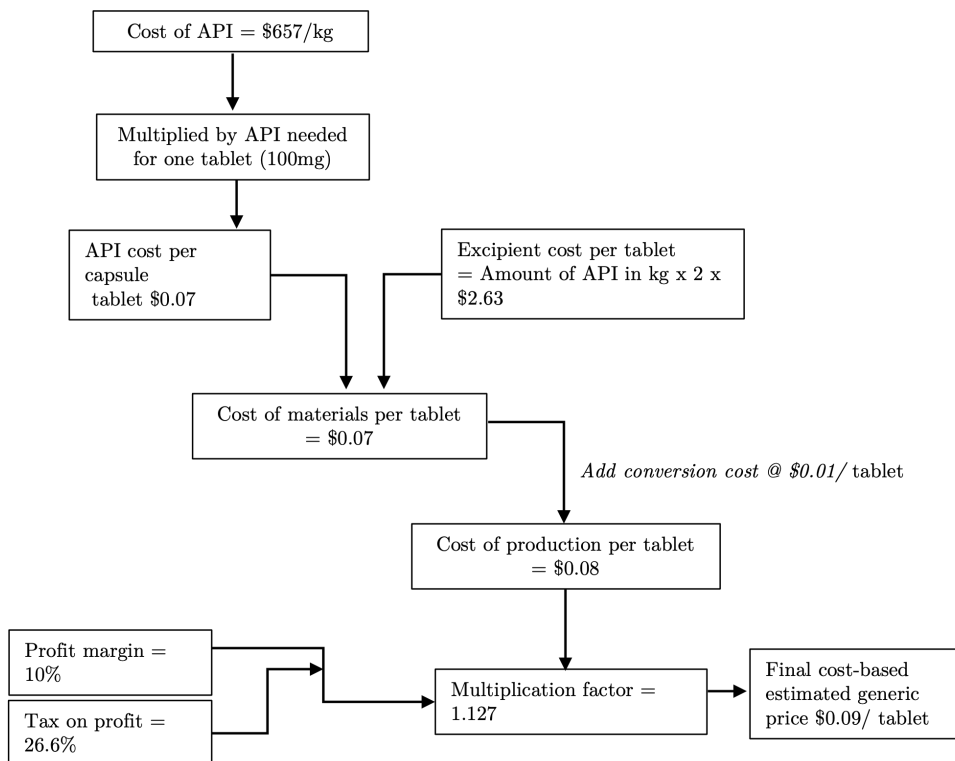 Cost of API = $657/kg
Multiplied by API needed
for one tablet (100mg)
API cost per
capsule
tablet $0.07
Excipient cost per tablet
= Amount of API in kg x 2 x
$2.63
Cost of materials per tablet
= $0.07
Add conversion cost @ $0.01/ tablet
Cost of production per tablet
= $0.08
Profit margin =
10%
Tax on profit =
26.6%
Multiplication factor =
1.127
Final cost-based
estimated generic
price $0.09/ tablet